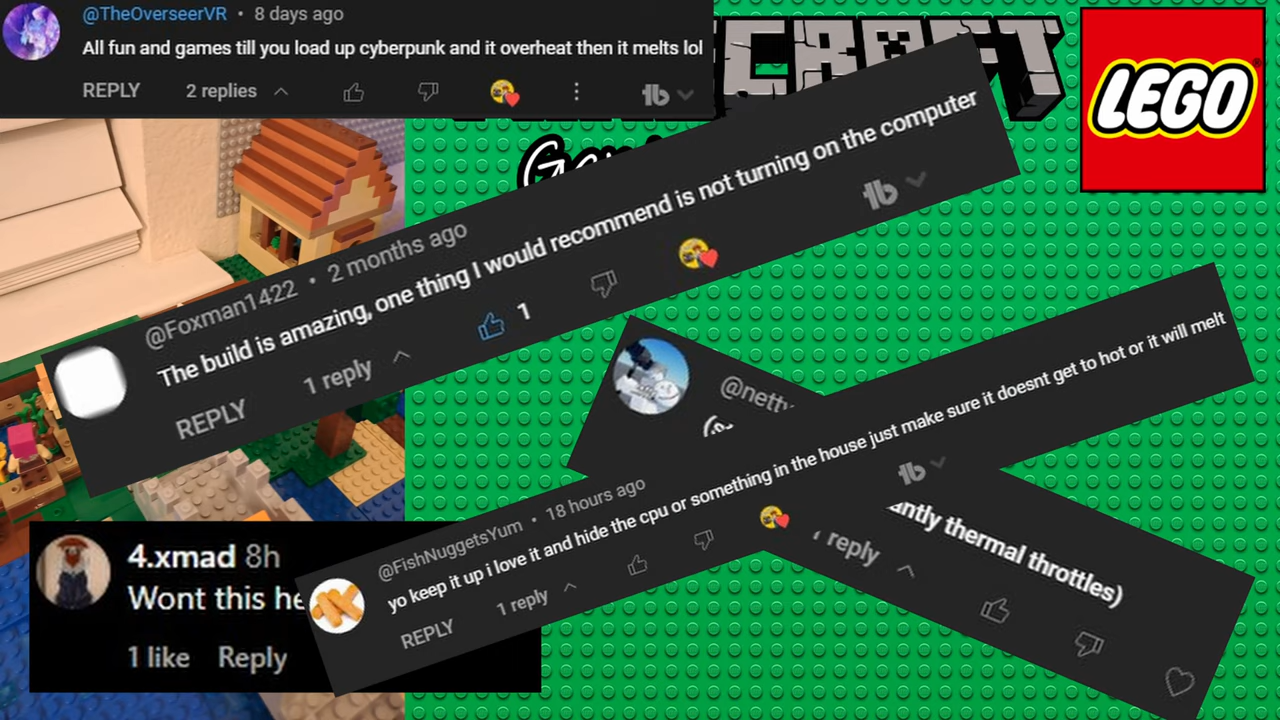 @TheOverseerVR • 8 days ago
All fun and games till you load up cyberpunk and it overheat then it melts lol
REPLY 2 replies
LEGO
@Foxman1422 • 2 months ago
The build is amazing, one thing I would recommend is not turning on the computer
1 reply 1
REPLY
@netty
antly thermal throttles)
reply
@FishNuggetsYum • 18 hours ago
yo keep it up i love it and hide the cpu or something in the house just make sure it doesnt get to hot or it will melt
1 reply
REPLY
4.xmad 8h
Wont this he
1 like Reply